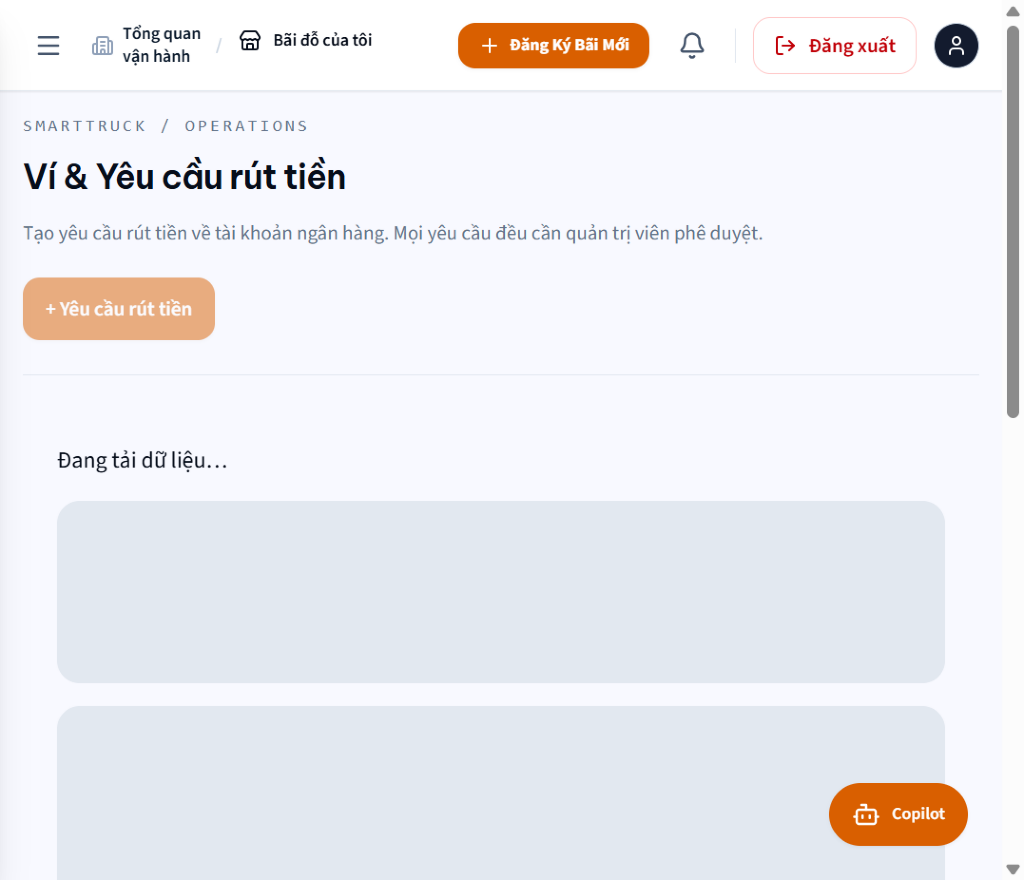 Tổng quan
vận hành
/
Bãi đỗ của tôi
+ Đăng Ký Bãi Mới
Đăng xuất
SMARTTRUCK / OPERATIONS
Ví & Yêu cầu rút tiền
Tạo yêu cầu rút tiền về tài khoản ngân hàng. Mọi yêu cầu đều cần quản trị viên phê duyệt.
+ Yêu cầu rút tiền
Đang tải dữ liệu…
Copilot